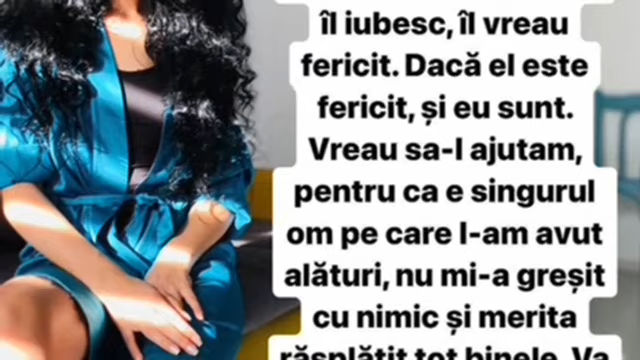 îl iubesc, îl vreau
fericit. Dacă el este
fericit, și eu sunt.
Vreau sa-l ajutam,
pentru ca e singurul
om pe care l-am avut
alături, nu mi-a greșit
cu nimic și merita
răsplătit tot binele. Va